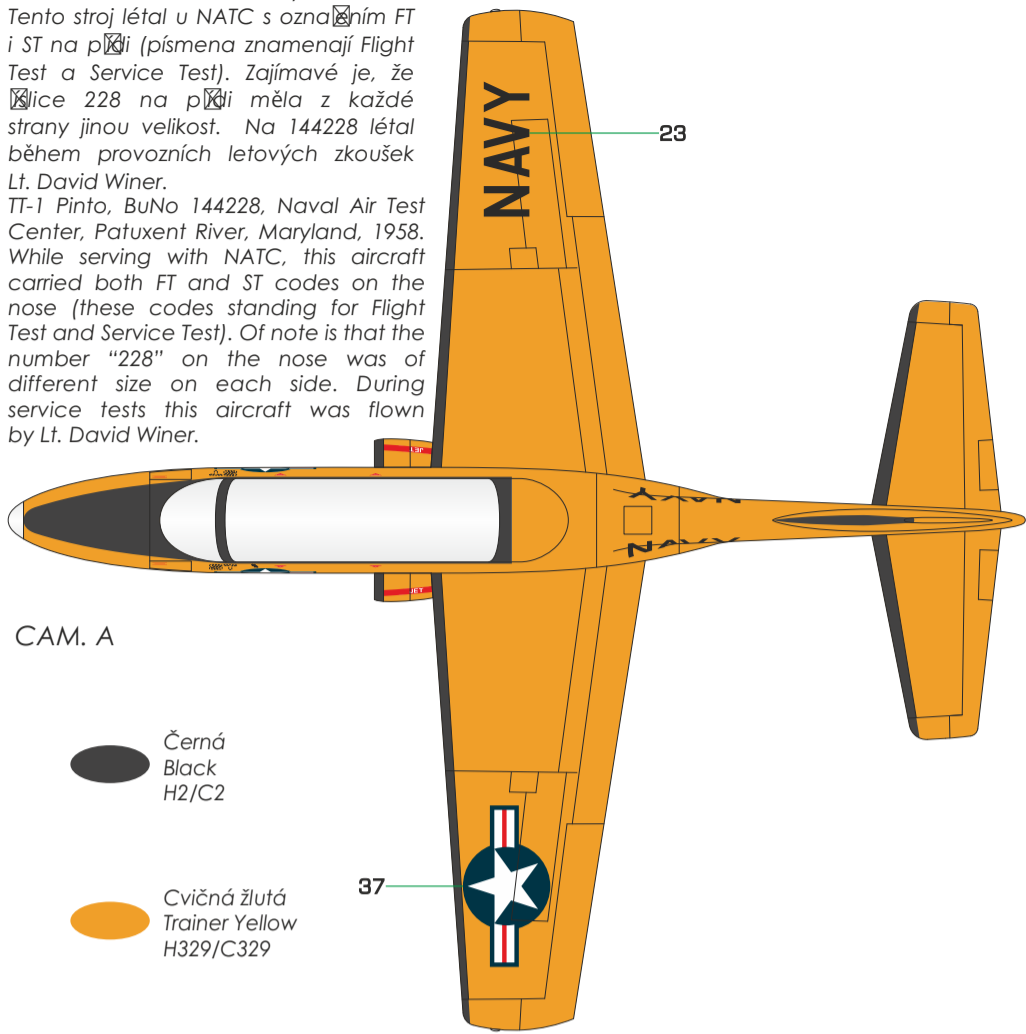 Tento stroj létal u NATC s
FT
i ST na (písmena znamenají Flight
Test a Service Test). Zajímavé je, že
228 na měla z každé
strany jinou velikost. Na 144228 létal
během provozních letových zkoušek
Lt. David Winer.
TT-1 Pinto, BuNo 144228, Naval Air Test
Center, Patuxent River, Maryland, 1958.
While serving with NATC, this aircraft
carried both FT and ST codes on the
nose (these codes standing for Flight
Test and Service Test). Of note is that the
number “228” on the nose was of
different size on each side. During
service tests this aircraft was flown
by Lt. David Winer.
NAVY
23
JET
NAVY
NAVY
JET
CAM. A
Černá
Black
H2/C2
37
Cvičná žlutá
Trainer Yellow
H329/C329